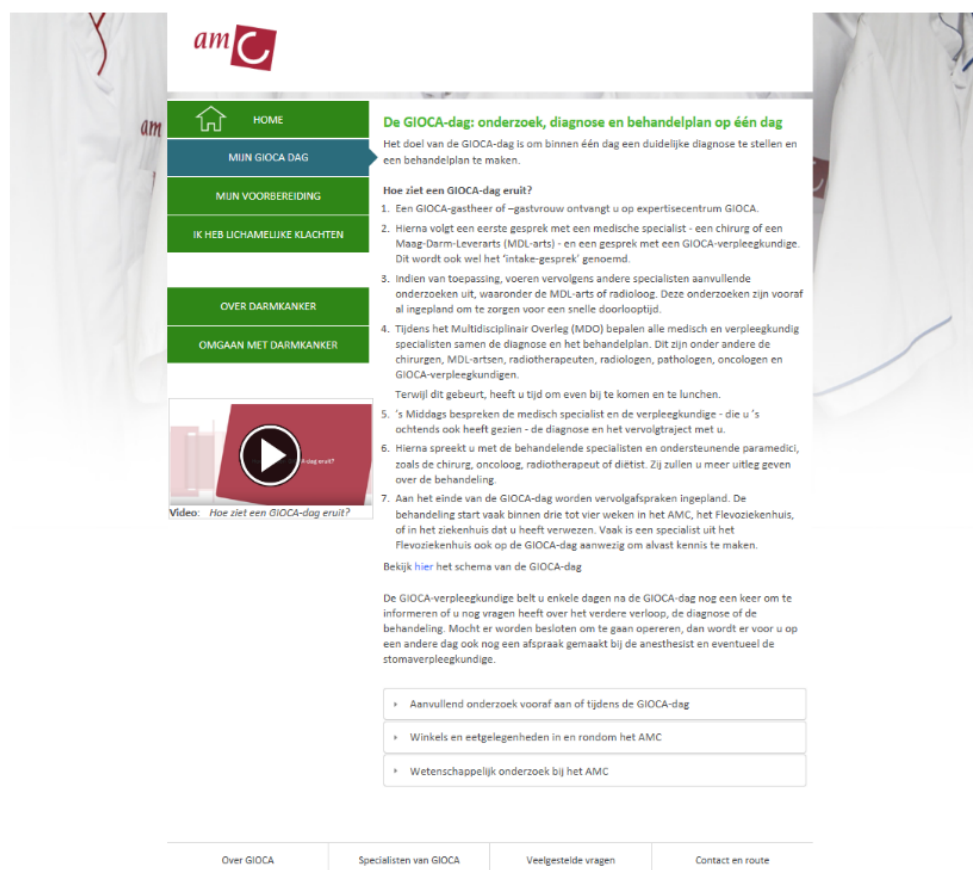 amC
am
HOME
MIJN GIOCA DAG
MIJN VOORBEREIDING
IK HEB LICHAMELIJKE KLACHTEN
OVER DARMKANKER
OMGAAN MET DARMKANKER
-dag eruit?
Video: Hoe ziet een GIOCA-dag eruit?
De GIOCA-dag: onderzoek, diagnose en behandelplan op één dag
Het doel van de GIOCA-dag is om binnen één dag een duidelijke diagnose te stellen en
een behandelplan te maken.
Hoe ziet een GIOCA-dag eruit?
1. Een GIOCA-gastheer of –gastvrouw ontvangt u op expertisecentrum GIOCA.
2. Hierna volgt een eerste gesprek met een medische specialist - een chirurg of een
Maag-Darm-Leverarts (MDL-arts) - en een gesprek met een GIOCA-verpleegkundige.
Dit wordt ook wel het ‘intake-gesprek’ genoemd.
3. Indien van toepassing, voeren vervolgens andere specialisten aanvullende
onderzoeken uit, waaronder de MDL-arts of radioloog. Deze onderzoeken zijn vooraf
al ingepland om te zorgen voor een snelle doorlooptijd.
4. Tijdens het Multidisciplinair Overleg (MDO) bepalen alle medisch en verpleegkundig
specialisten samen de diagnose en het behandelplan. Dit zijn onder andere de
chirurgen, MDL-artsen, radiotherapeuten, radiologen, pathologen, oncologen en
GIOCA-verpleegkundigen.
Terwijl dit gebeurt, heeft u tijd om even bij te komen en te lunchen.
5. ’s Middags bespreken de medisch specialist en de verpleegkundige - die u ’s
ochtends ook heeft gezien - de diagnose en het vervolgtraject met u.
6. Hierna spreekt u met de behandelende specialisten en ondersteunende paramedici,
zoals de chirurg, oncoloog, radiotherapeut of diëtist. Zij zullen u meer uitleg geven
over de behandeling.
7. Aan het einde van de GIOCA-dag worden vervolgafspraken ingepland. De
behandeling start vaak binnen drie tot vier weken in het AMC, het Flevoziekenhuis,
of in het ziekenhuis dat u heeft verwezen. Vaak is een specialist uit het
Flevoziekenhuis ook op de GIOCA-dag aanwezig om alvast kennis te maken.
Bekijk hier het schema van de GIOCA-dag
De GIOCA-verpleegkundige belt u enkele dagen na de GIOCA-dag nog een keer om te
informeren of u nog vragen heeft over het verdere verloop, de diagnose of de
behandeling. Mocht er worden besloten om te gaan opereren, dan wordt er voor u op
een andere dag ook nog een afspraak gemaakt bij de anesthesist en eventueel de
stomaverpleegkundige.
Aanvullend onderzoek vooraf aan of tijdens de GIOCA-dag
Winkels en eetgelegenheden in en rondom het AMC
Wetenschappelijk onderzoek bij het AMC
Over GIOCA
Specialisten van GIOCA
Veelgestelde vragen
Contact en route